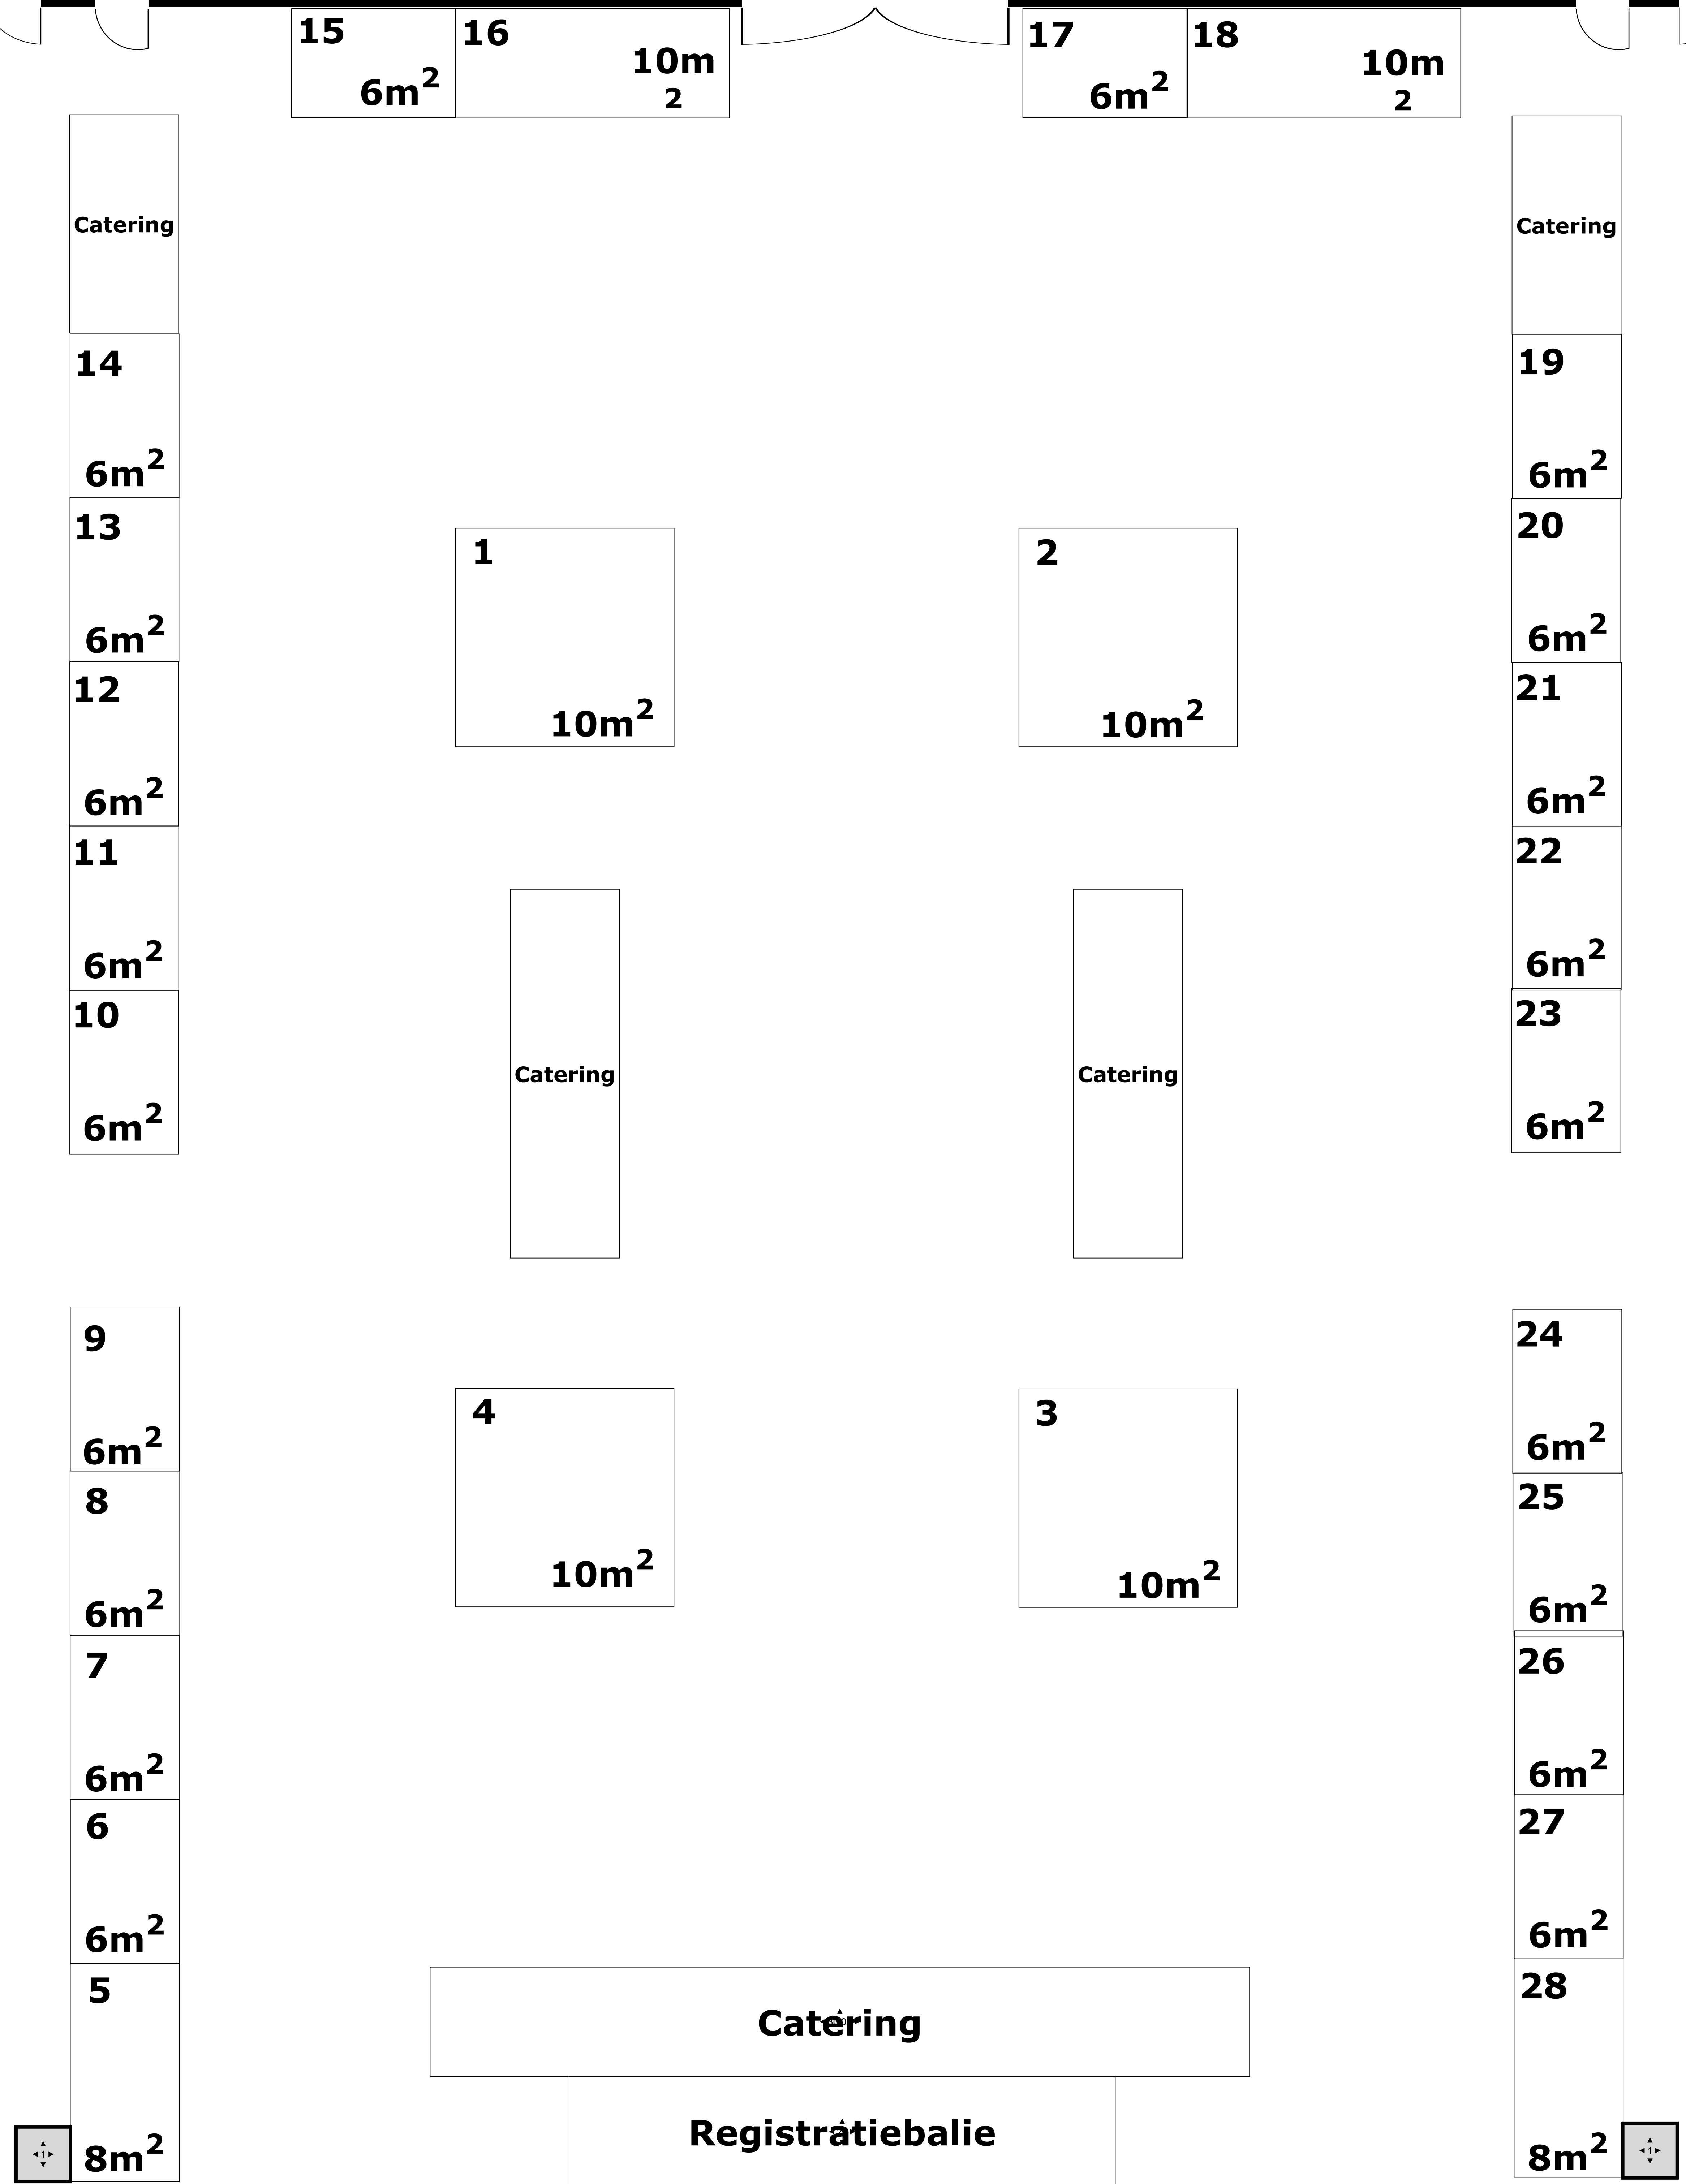 15
6m²
16
10m
2
17
6m²
18
10m
2
Catering
14
6m²
13
6m²
12
6m²
11
6m²
10
6m²
9
6m²
8
6m²
7
6m²
6
6m²
5
8m²
1
1
10m²
2
10m²
Catering
Catering
4
10m²
3
10m²
Catering
Registratiebalie
Catering
19
6m²
20
6m²
21
6m²
22
6m²
23
6m²
24
6m²
25
6m²
26
6m²
27
6m²
28
8m²
1